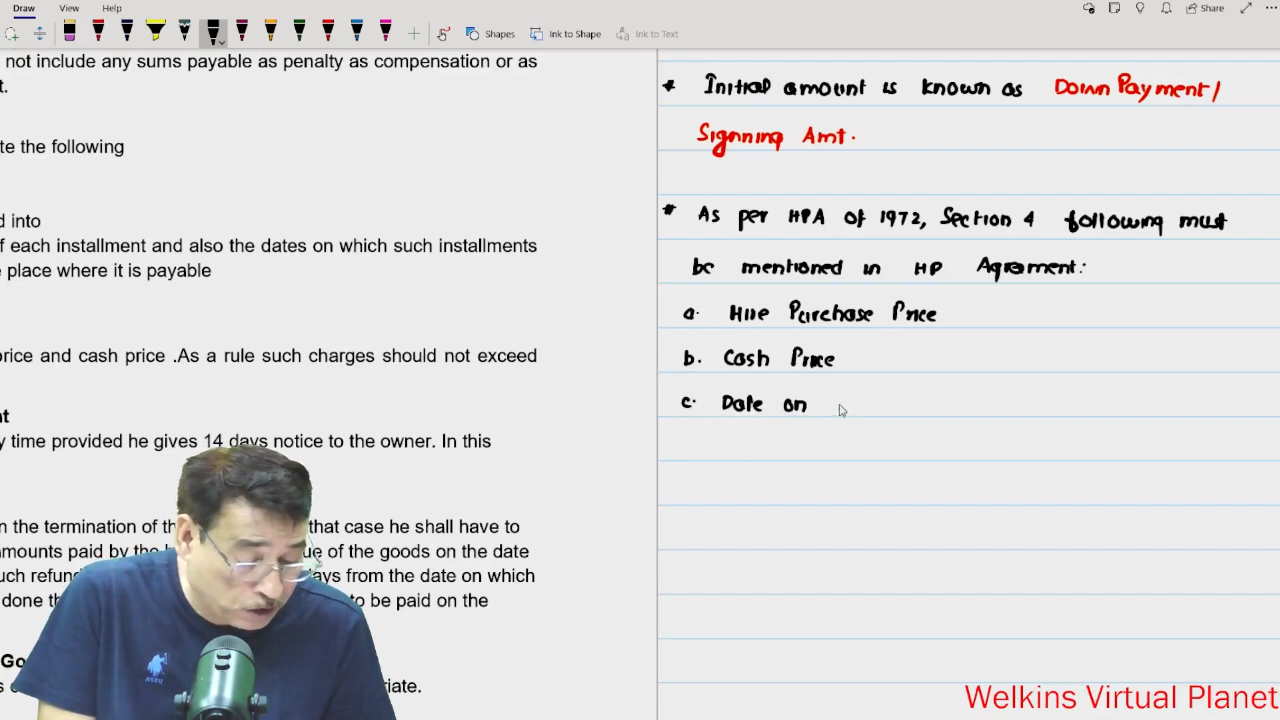 Draw View Help
Share
Shapes Ink to Shape Ink to Text
not include any sums payable as penalty as compensation or as
t.
te the following
d into
f each installment and also the dates on which such installments
place where it is payable
price and cash price .As a rule such charges should not exceed
nt
y time provided he gives 14 days notice to the owner. In this
n the termination of th that case he shall have to
amounts paid by the ue of the goods on the date
uch refund ays from the date on which
done th to be paid on the
Go
riate.
* Initial amount is known as Down Payment /
Signning Amt.
* As per HPA of 1972, Section 4 following must
be mentioned in HP Agrement:
a. Hire Purchase Price
b. Cash Price
c. Date on
Welkins Virtual Planet